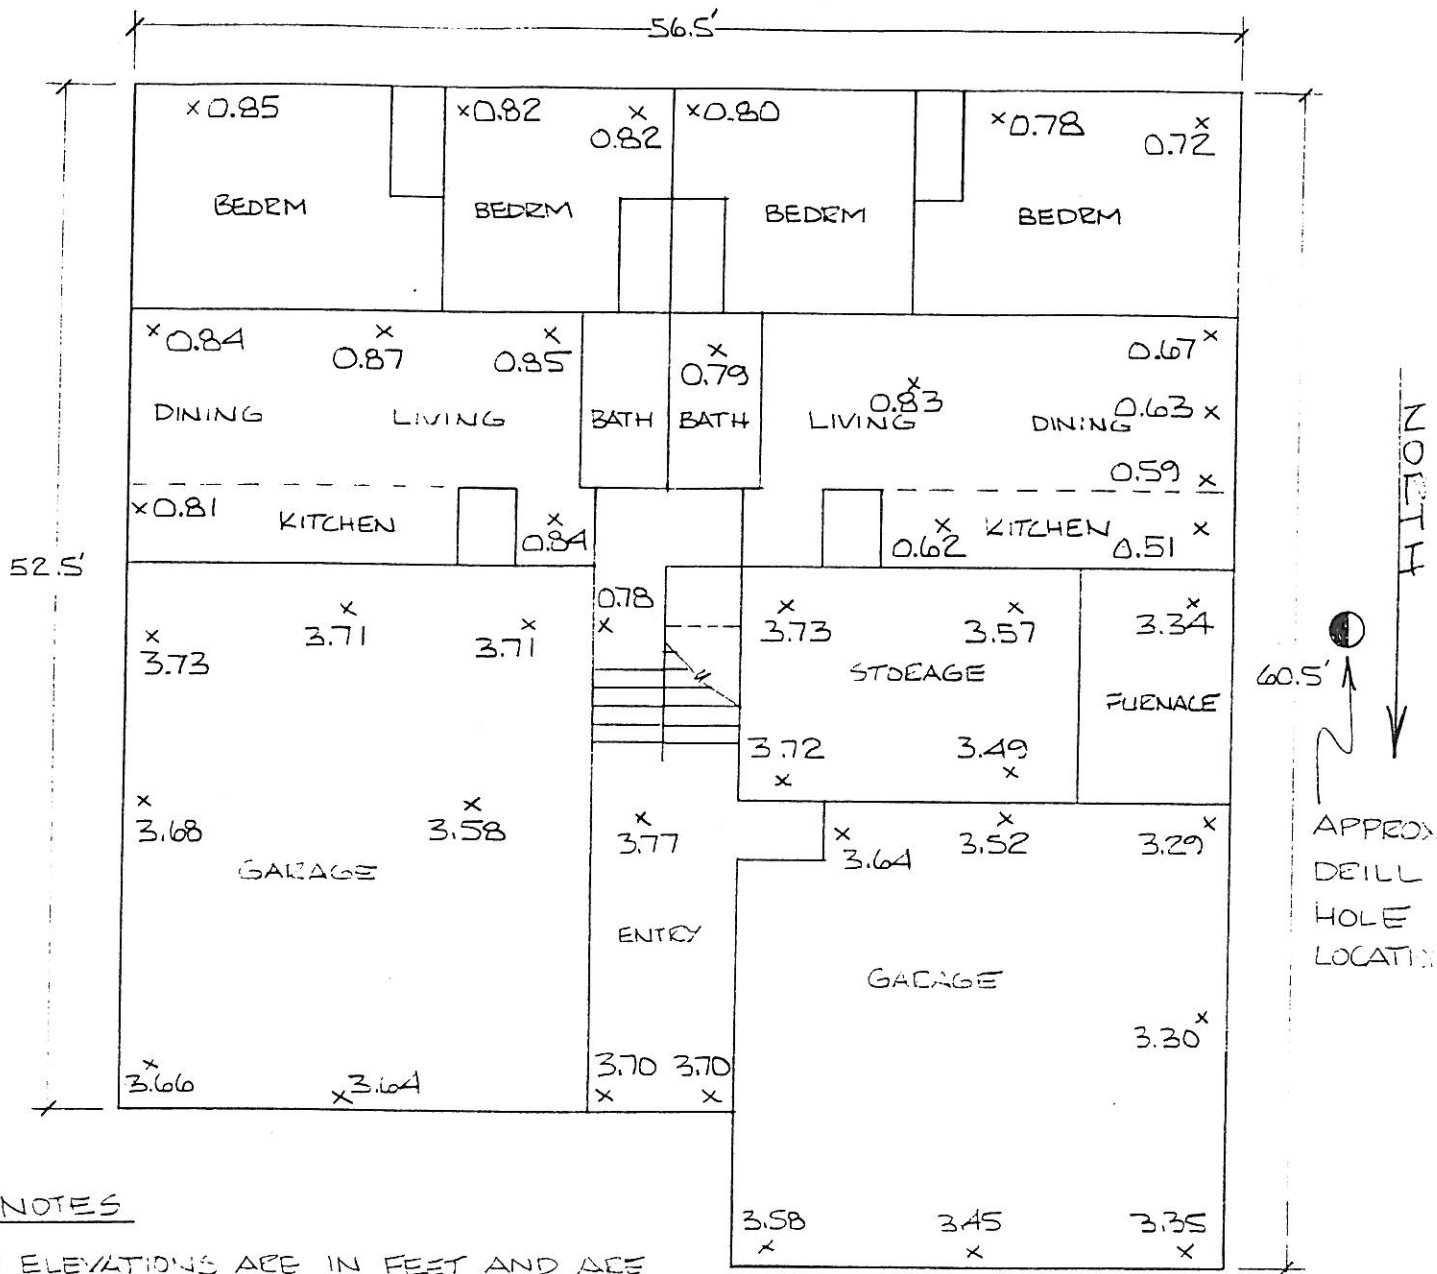 56.5'
0.85
0.82
0.82
0.80
0.78
0.72
BEDRM
BEDRM
BEDRM
BEDRM
0.84
0.87
0.85
0.79
0.83
0.67
DINING
LIVING
BATH
BATH
LIVING
DINING
0.63
0.59
0.81
KITCHEN
0.84
0.62
KITCHEN
0.51
NORTH
52.5'
60.5'
3.73
3.71
3.71
0.78
3.73
3.57
3.34
STORAGE
FURNACE
3.72
3.49
3.68
3.58
3.77
3.64
3.52
3.29
GARAGE
ENTRY
GARAGE
APPROX
DRILL
HOLE
3.30
3.66
3.64
3.70
3.70
3.58
3.45
3.35
NOTES
ELEVATIONS ARE IN FEET AND ARE